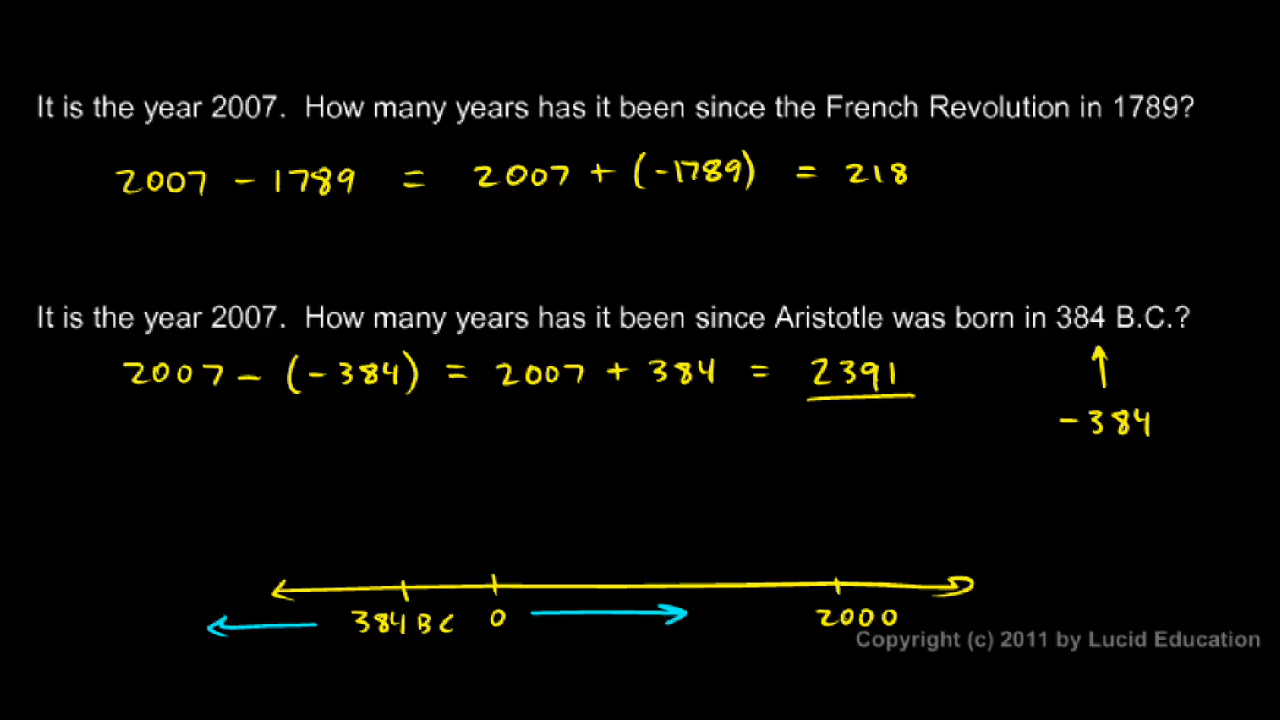 It is the year 2007. How many years has it been since the French Revolution in 1789?
2007 - 1789 = 2007 + (-1789) = 218
It is the year 2007. How many years has it been since Aristotle was born in 384 B.C.?
2007 - (-384) = 2007 + 384 = 2391
-384
384 BC 0 2000
Copyright (c) 2011 by Lucid Education